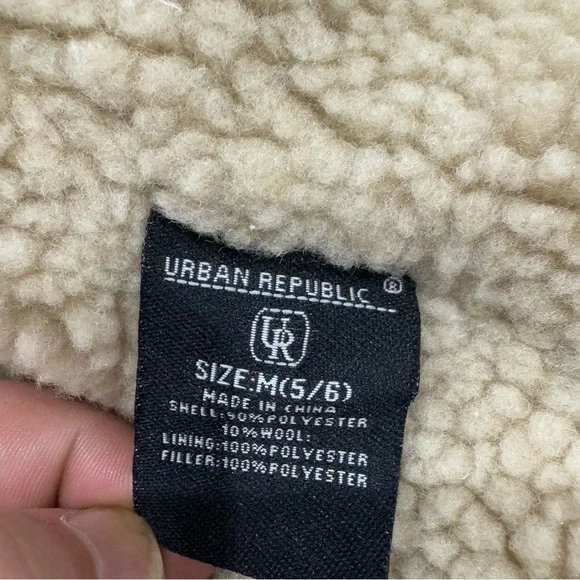 URBAN REPUBLIC ®
UR
SIZE:M(5/6)
MADE IN CHINA
SHELL:90%POLYESTER
10%WOOL:
LINING:100%POLYESTER
FILLER:100%POLYESTER